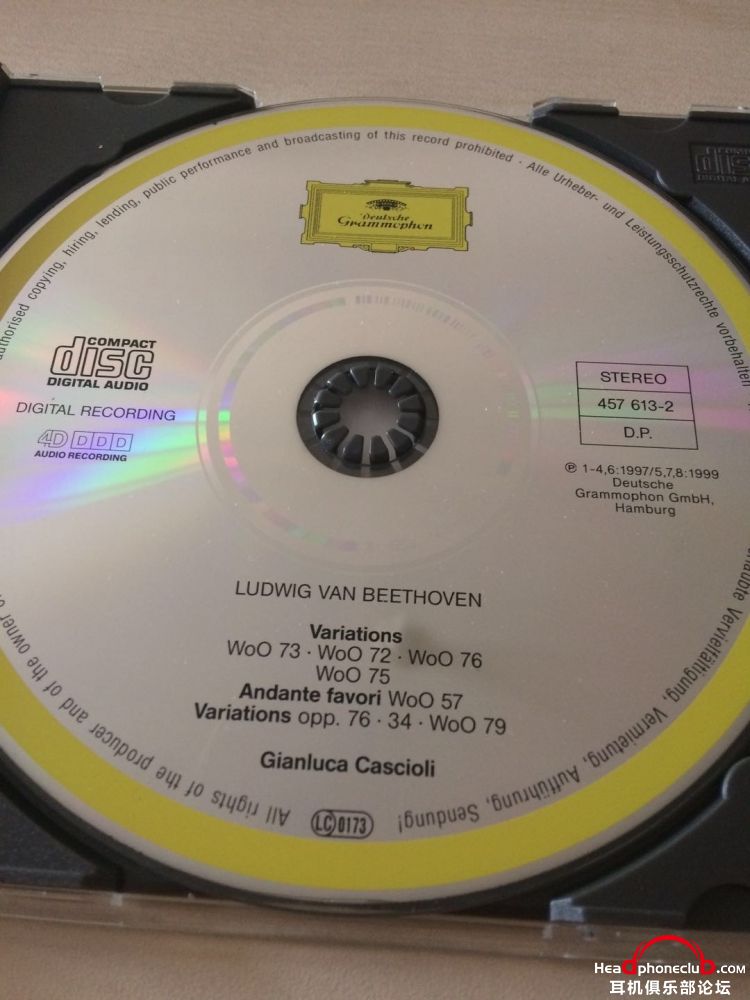 authorised copying, hiring, lending, public performance and broadcasting of this record prohibited · Alle Urheber- und Leistungsschutzrechte vorbehalten
Deutsche
Grammophon
COMPACT
disc
DIGITAL AUDIO
DIGITAL RECORDING
4D DDD
AUDIO RECORDING
STEREO
457 613-2
D.P.
℗ 1-4,6:1997/5,7,8:1999
Deutsche
Grammophon GmbH,
Hamburg
LUDWIG VAN BEETHOVEN
Variations
WoO 73 · WoO 72 · WoO 76
WoO 75
Andante favori WoO 57
Variations opp. 76 · 34 · WoO 79
Gianluca Cascioli
Vervielfältigung, Vermietung, Aufführung, Sendung!
LC 0173
All rights of the producer and of the owner
disc
Headphoneclub.com
耳机俱乐部论坛